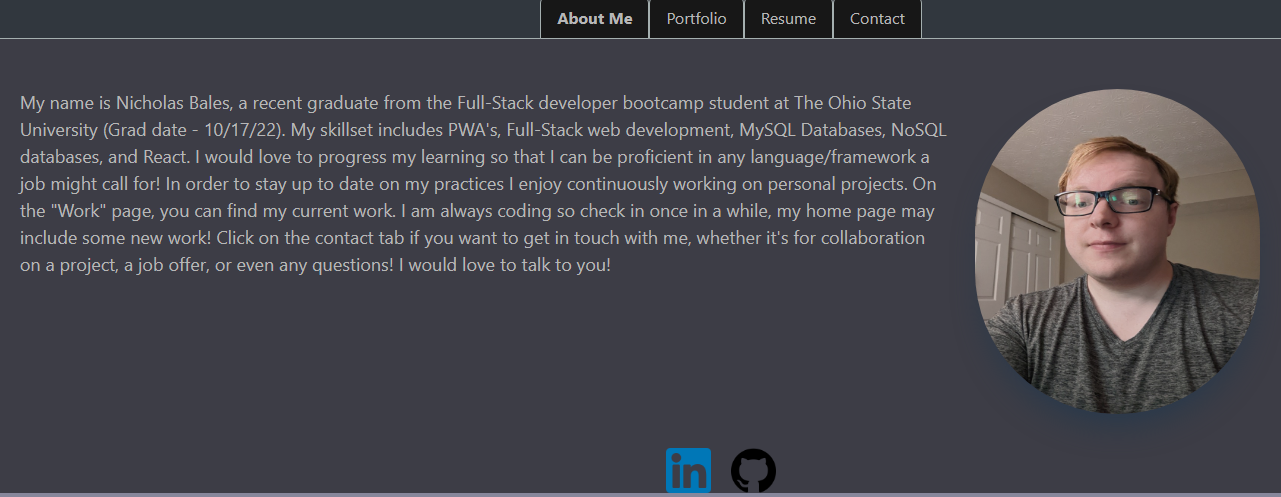 About Me Portfolio Resume Contact
My name is Nicholas Bales, a recent graduate from the Full-Stack developer bootcamp student at The Ohio State
University (Grad date - 10/17/22). My skillset includes PWA's, Full-Stack web development, MySQL Databases, NoSQL
databases, and React. I would love to progress my learning so that I can be proficient in any language/framework a
job might call for! In order to stay up to date on my practices I enjoy continuously working on personal projects. On
the "Work" page, you can find my current work. I am always coding so check in once in a while, my home page may
include some new work! Click on the contact tab if you want to get in touch with me, whether it's for collaboration
on a project, a job offer, or even any questions! I would love to talk to you!
in